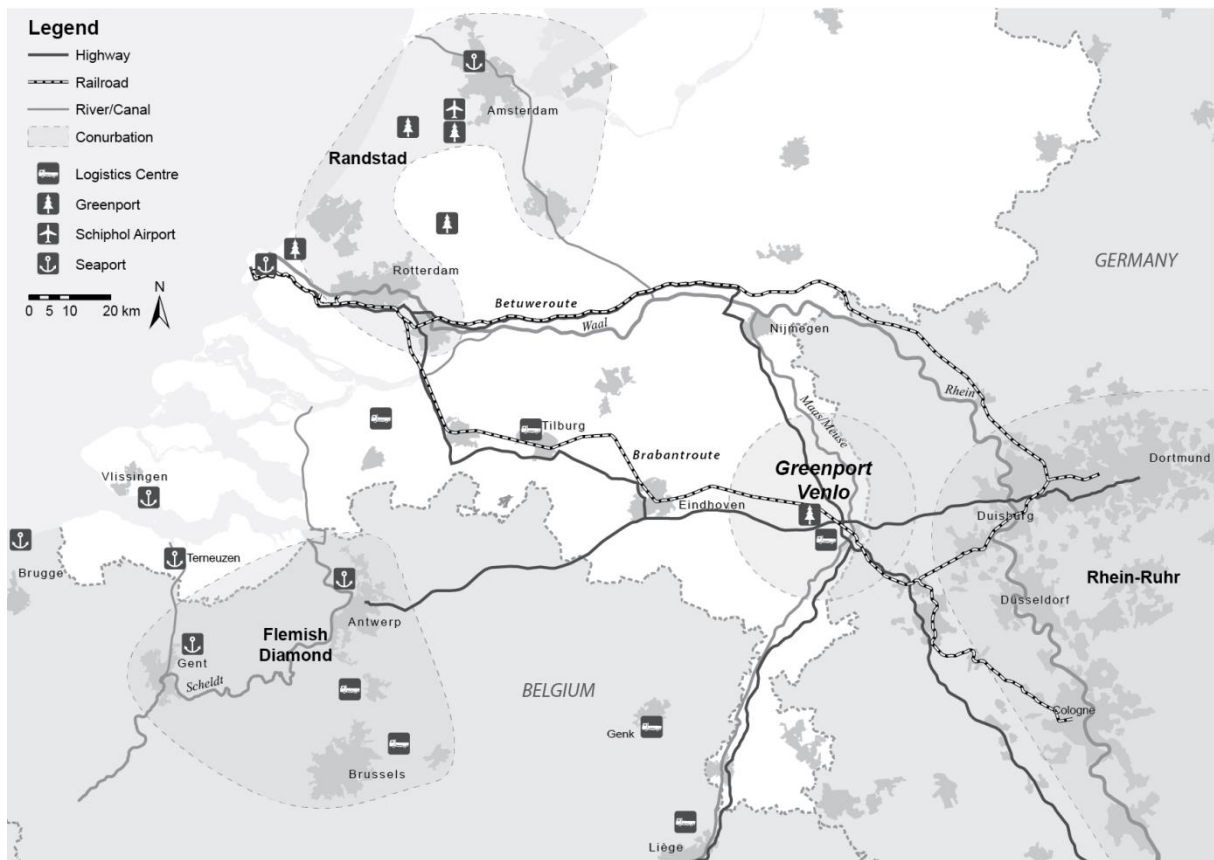 Legend
Highway
Railroad
River/Canal
Conurbation
Logistics Centre
Greenport
Schiphol Airport
Seaport
0 5 10 20 km
N
Amsterdam
Randstad
Rotterdam
GERMANY
Betuweroute
Waal
Nijmegen
Rhein
Maas/Meuse
Tilburg
Brabantroute
Dortmund
Greenport
Venlo
Vlissingen
Eindhoven
Duisburg
Terneuzen
Brugge
Rhein-Ruhr
Düsseldorf
Antwerp
Flemish
Diamond
Gent
Scheldt
BELGIUM
Cologne
Genk
Brussels
Liège